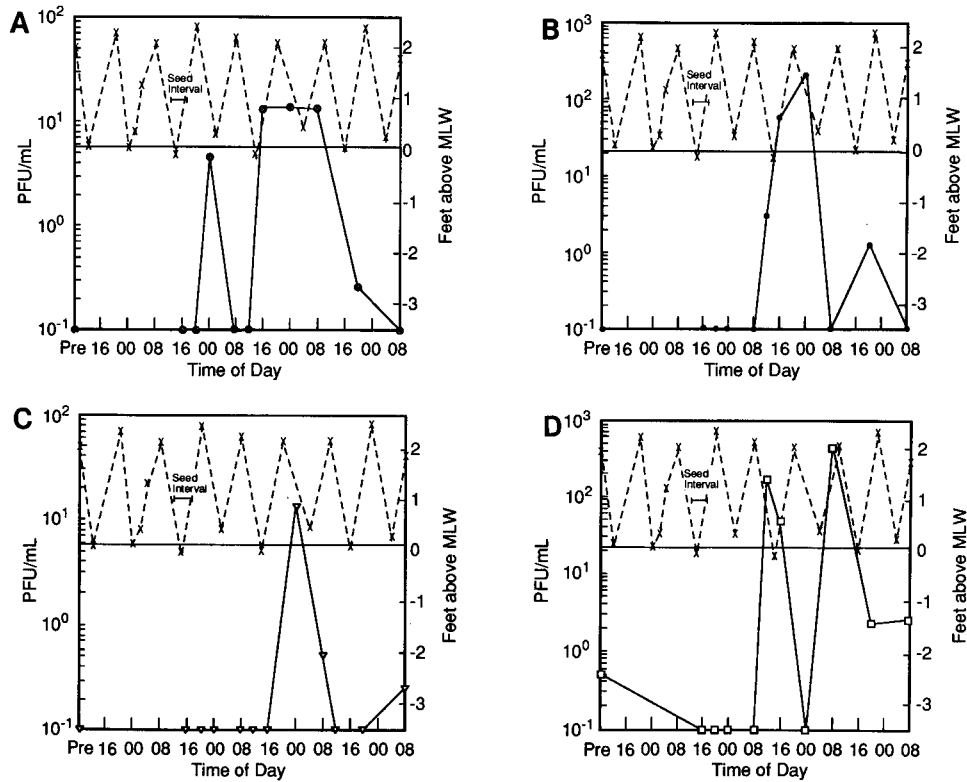 A
10² 
10¹
10⁰
10⁻¹
PFU/mL
Seed
Interval
2
1
0
-1
-2
-3
Feet above MLW
Pre 16 00 08 16 00 08 16 00 08 16 00 08
Time of Day
B
10³
10²
10¹
10⁰
10⁻¹
PFU/mL
Seed
Interval
2
1
0
-1
-2
-3
Feet above MLW
Pre 16 00 08 16 00 08 16 00 08 16 00 08
Time of Day
C
10²
10¹
10⁰
10⁻¹
PFU/mL
Seed
Interval
2
1
0
-1
-2
-3
Feet above MLW
Pre 16 00 08 16 00 08 16 00 08 16 00 08
Time of Day
D
10³
10²
10¹
10⁰
10⁻¹
PFU/mL
Seed
Interval
2
1
0
-1
-2
-3
Feet above MLW
Pre 16 00 08 16 00 08 16 00 08 16 00 08
Time of Day